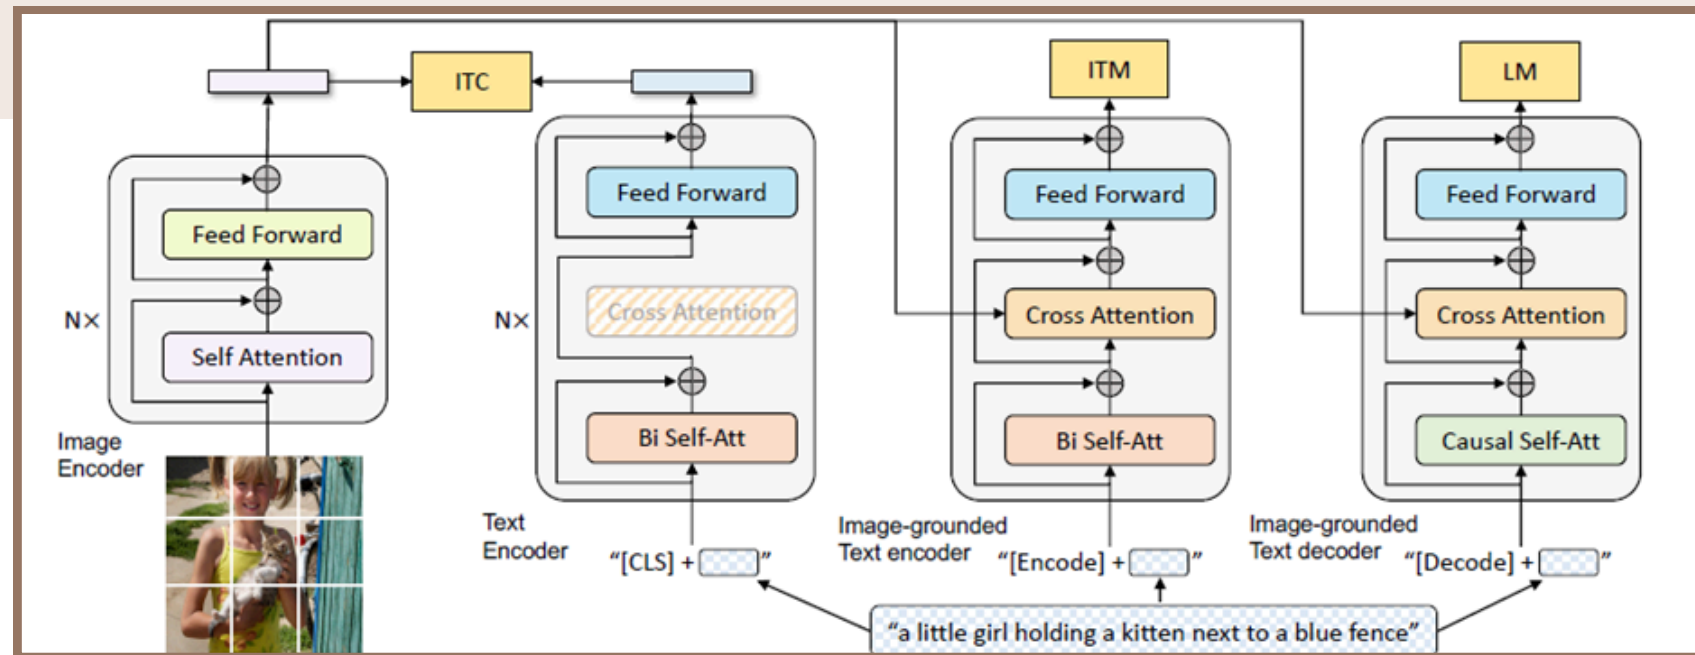 ITC
ITM
LM
Feed Forward
Self Attention
N×
Image
Encoder
Feed Forward
Cross Attention
Bi Self-Att
N×
Text
Encoder
“[CLS] + ”
Feed Forward
Cross Attention
Bi Self-Att
Image-grounded
Text encoder
“[Encode] + ”
Feed Forward
Cross Attention
Causal Self-Att
Image-grounded
Text decoder
“[Decode] + ”
“a little girl holding a kitten next to a blue fence”